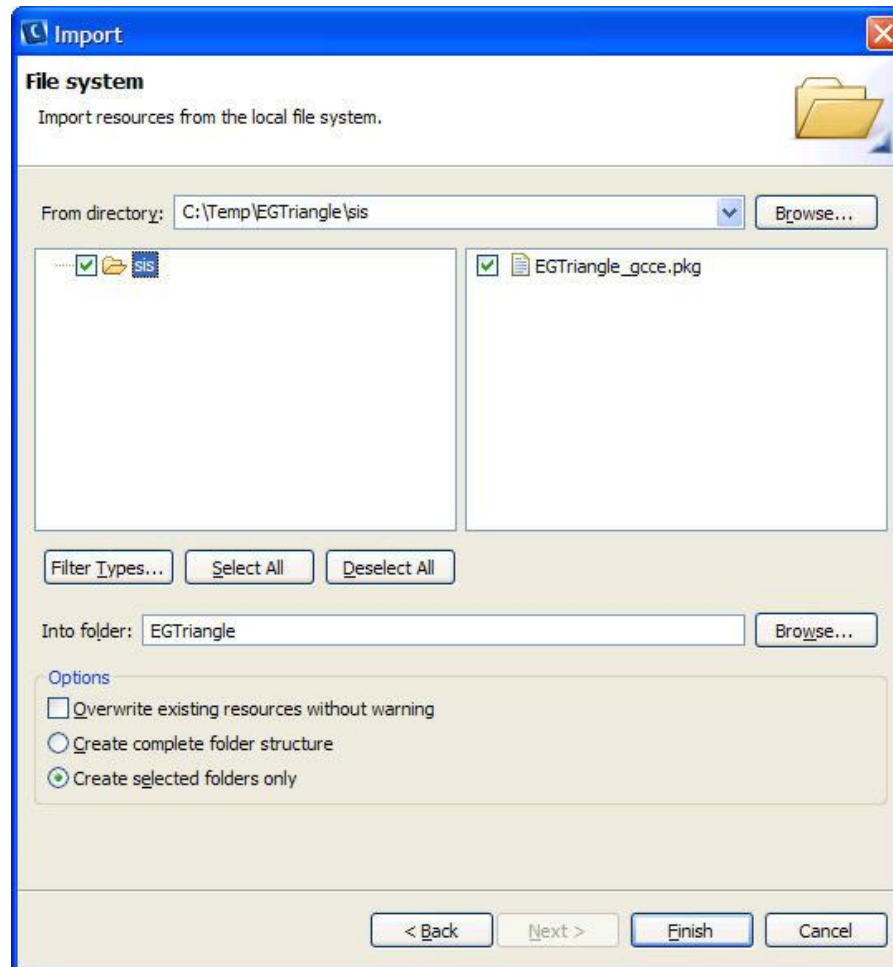 Import
File system
Import resources from the local file system.
From directory: C:\Temp\EGTriangle\sis Browse...
sis EGTriangle_gcce.pkg
Filter Types... Select All Deselect All
Into folder: EGTriangle Browse...
Options
Overwrite existing resources without warning
Create complete folder structure
Create selected folders only
< Back Next > Finish Cancel